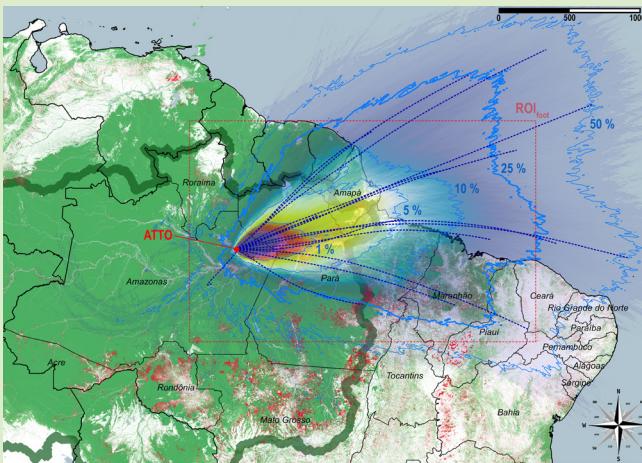 0 500 1000
ROI foot
50 %
25 %
Roraima
10 %
Amapá
5 %
ATTO
1 %
Amazonas
Pará
Maranhão
Ceará
Rio Grande do Norte
Paraíba
Piauí
Pernambuco
Acre
Tocantins
Alagoas
Rondônia
Sergipe
Mato Grosso
Bahia
N
W E
S